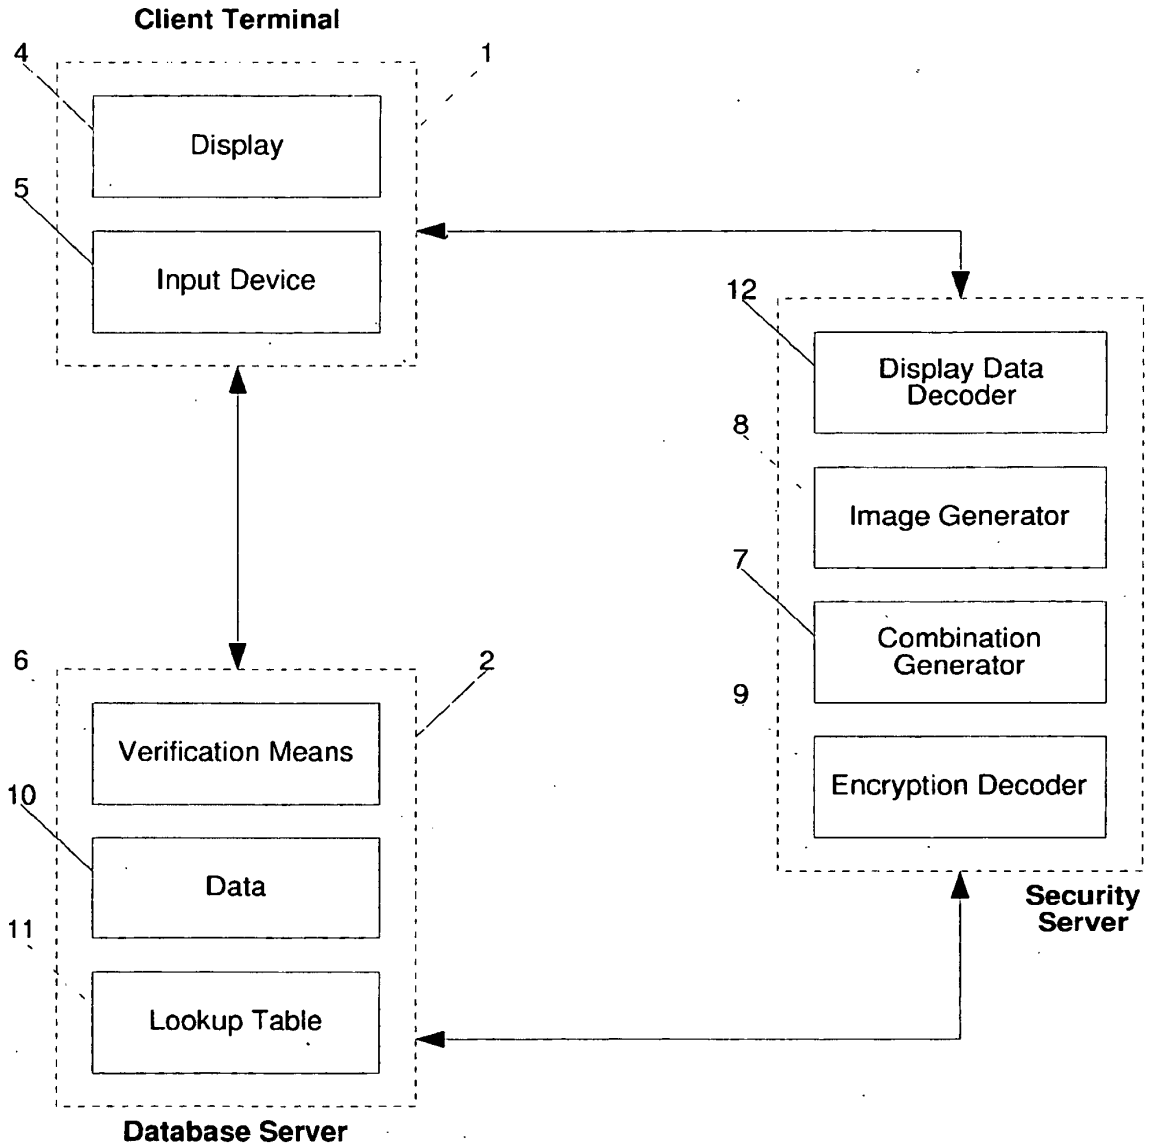 Client Terminal
4
1
Display
5
Input Device
12
Display Data
Decoder
8
Image Generator
7
Combination
Generator
6
2
9
Verification Means
Encryption Decoder
10
Data
Security
Server
11
Lookup Table
Database Server